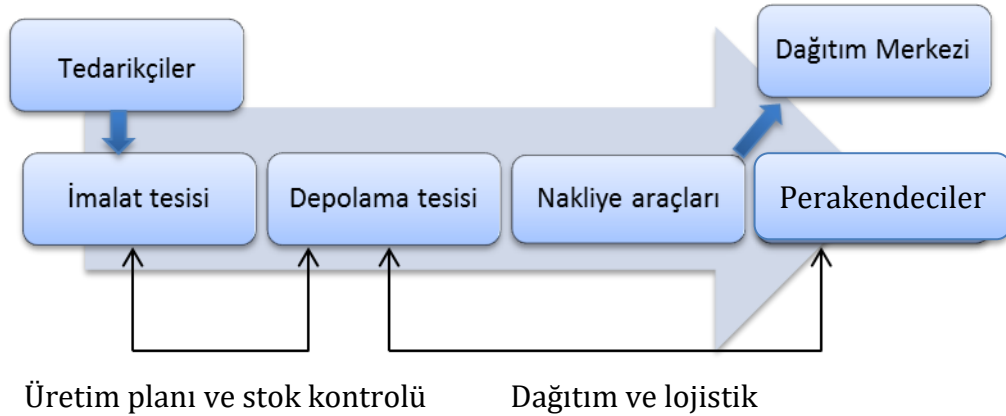 Tedarikçiler
Dağıtım Merkezi
İmalat tesisi
Depolama tesisi
Nakliye araçları
Perakendeciler
Üretim planı ve stok kontrolü
Dağıtım ve lojistik